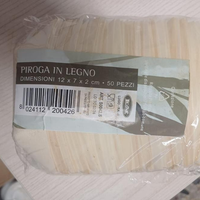 PIROGA IN LEGNO
DIMENSIONI 12 x 7 x 2 cm • 50 PEZZI
8 024112 200426